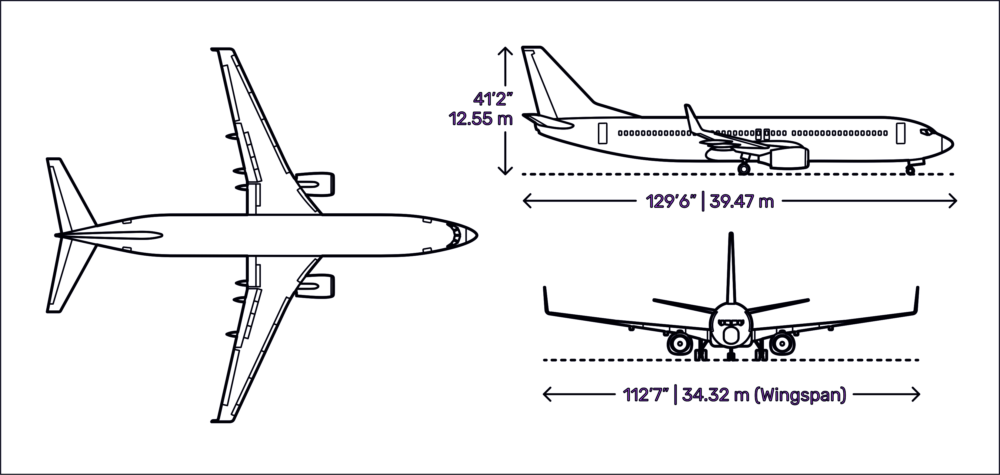 41’2”
12.55 m
129’6” | 39.47 m
112’7” | 34.32 m (Wingspan)